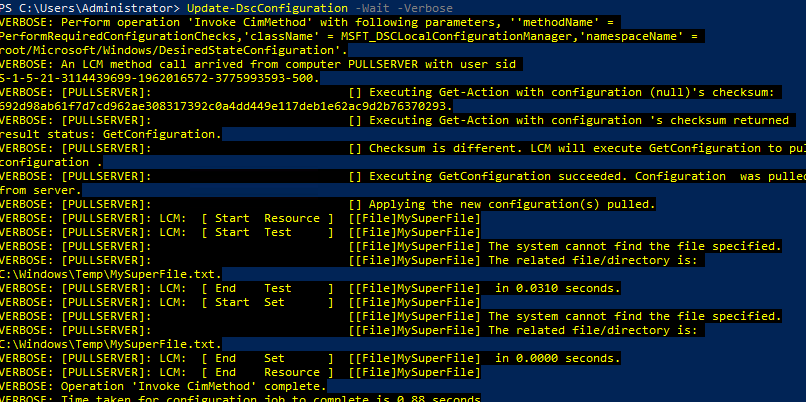 PS C:\Users\Administrator> Update-DscConfiguration -Wait -Verbose
VERBOSE: Perform operation 'Invoke CimMethod' with following parameters, ''methodName' =
PerformRequiredConfigurationChecks,'className' = MSFT_DSCLocalConfigurationManager,'namespaceName' =
root/Microsoft/Windows/DesiredStateConfiguration'.
VERBOSE: An LCM method call arrived from computer PULLSERVER with user sid
S-1-5-21-3114439699-1962016572-3775993593-500.
VERBOSE: [PULLSERVER]: [] Executing Get-Action with configuration (null)'s checksum:
692d98ab61f7d7cd962ae308317392c0a4dd449e117deb1e62ac9d2b76370293.
VERBOSE: [PULLSERVER]: [] Executing Get-Action with configuration 's checksum returned
result status: GetConfiguration.
VERBOSE: [PULLSERVER]: [] Checksum is different. LCM will execute GetConfiguration to pul
configuration .
VERBOSE: [PULLSERVER]: [] Executing GetConfiguration succeeded. Configuration was pulled
from server.
VERBOSE: [PULLSERVER]: [] Applying the new configuration(s) pulled.
VERBOSE: [PULLSERVER]: LCM: [ Start Resource ] [[File]MySuperFile]
VERBOSE: [PULLSERVER]: LCM: [ Start Test ] [[File]MySuperFile]
VERBOSE: [PULLSERVER]: [[File]MySuperFile] The system cannot find the file specified.
VERBOSE: [PULLSERVER]: [[File]MySuperFile] The related file/directory is:
C:\Windows\Temp\MySuperFile.txt.
VERBOSE: [PULLSERVER]: LCM: [ End Test ] [[File]MySuperFile] in 0.0310 seconds.
VERBOSE: [PULLSERVER]: LCM: [ Start Set ] [[File]MySuperFile]
VERBOSE: [PULLSERVER]: [[File]MySuperFile] The system cannot find the file specified.
VERBOSE: [PULLSERVER]: [[File]MySuperFile] The related file/directory is:
C:\Windows\Temp\MySuperFile.txt.
VERBOSE: [PULLSERVER]: LCM: [ End Set ] [[File]MySuperFile] in 0.0000 seconds.
VERBOSE: [PULLSERVER]: LCM: [ End Resource ] [[File]MySuperFile]
VERBOSE: Operation 'Invoke CimMethod' complete.
VERBOSE: Time taken for configuration job to complete is 0.88 seconds